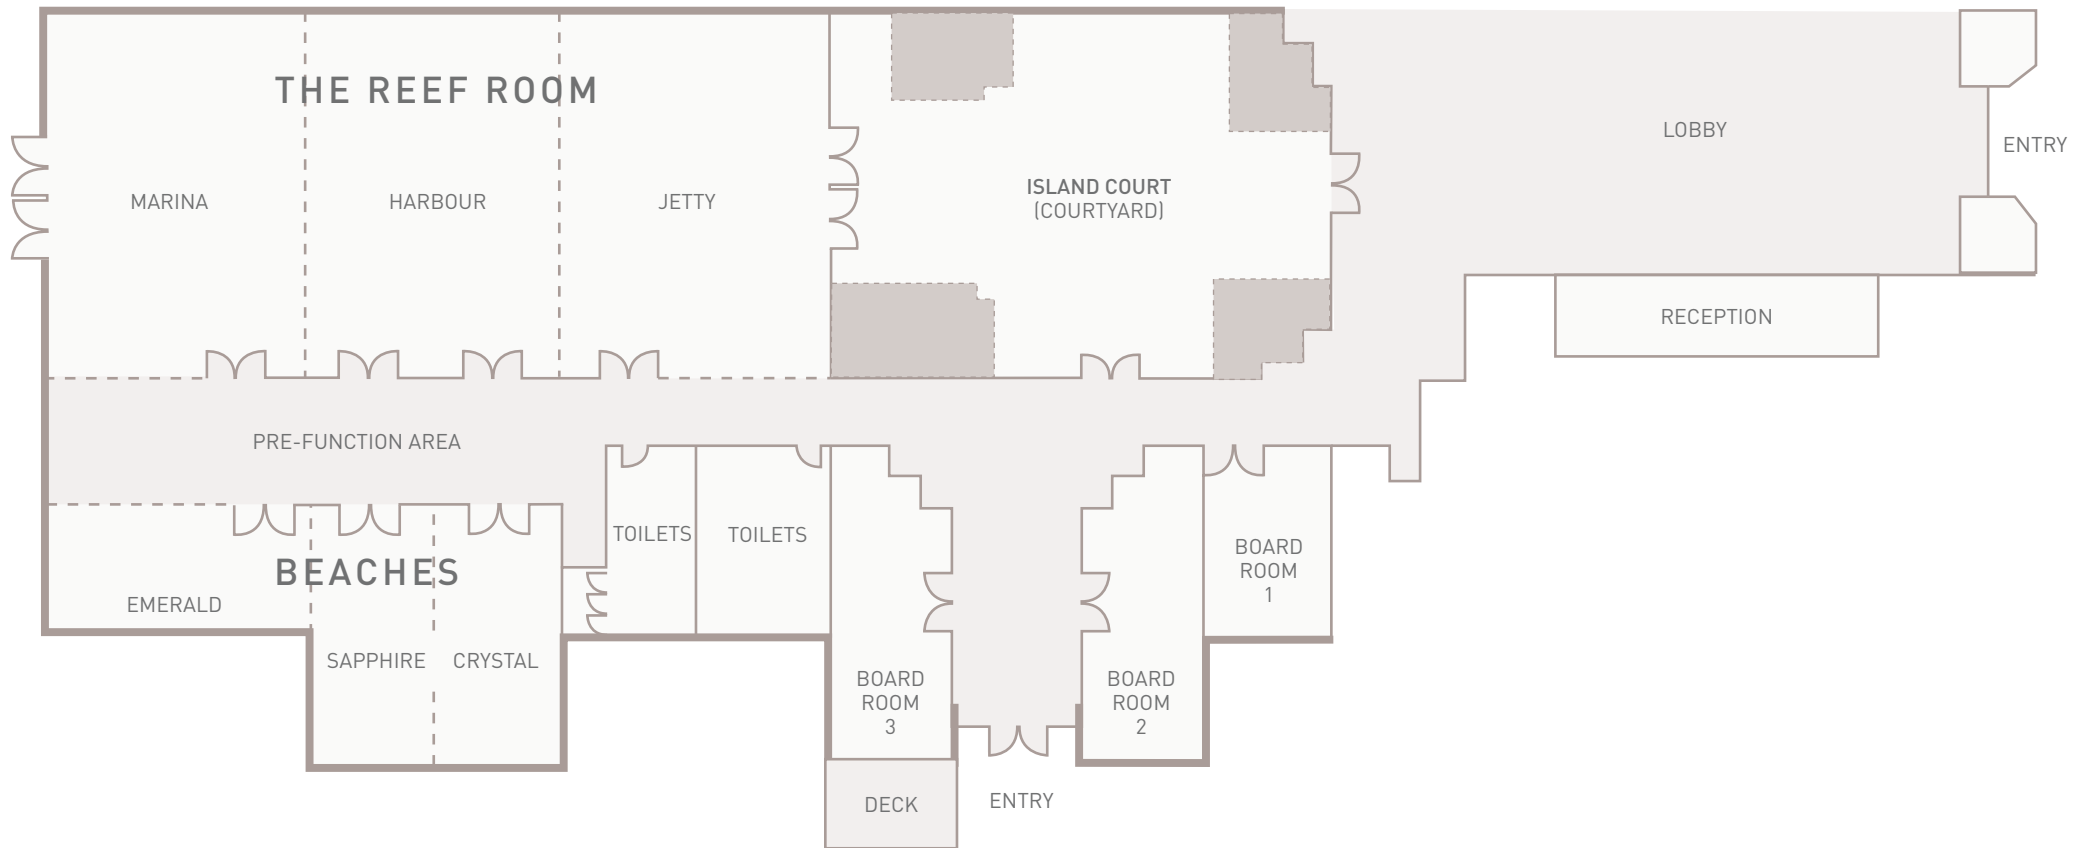 THE REEF ROOM
LOBBY
ENTRY
MARINA
HARBOUR
JETTY
ISLAND COURT
(COURTYARD)
RECEPTION
PRE-FUNCTION AREA
TOILETS
TOILETS
BEACHES
EMERALD
SAPPHIRE
CRYSTAL
BOARD
ROOM
1
BOARD
ROOM
3
BOARD
ROOM
2
DECK
ENTRY